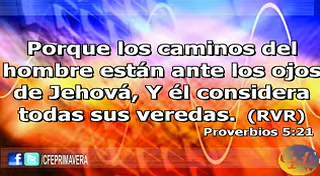 Porque los caminos del
hombre están ante los ojos
de Jehová, Y él considera
todas sus veredas. (RVR)
Proverbios 5:21
/CFEPRIMAVERA